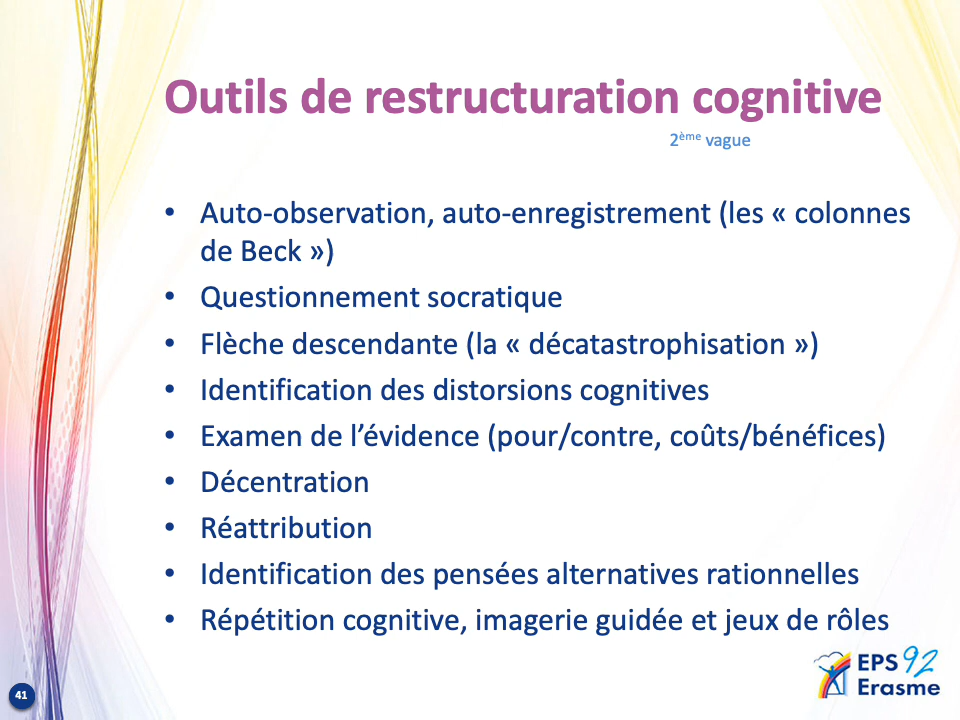 Outils de restructuration cognitive
2ème vague
• Auto-observation, auto-enregistrement (les « colonnes
de Beck »)
• Questionnement socratique
• Flèche descendante (la « décatastrophisation »)
• Identification des distorsions cognitives
• Examen de l’évidence (pour/contre, coûts/bénéfices)
• Décentration
• Réattribution
• Identification des pensées alternatives rationnelles
• Répétition cognitive, imagerie guidée et jeux de rôles
EPS 92
Erasme
41